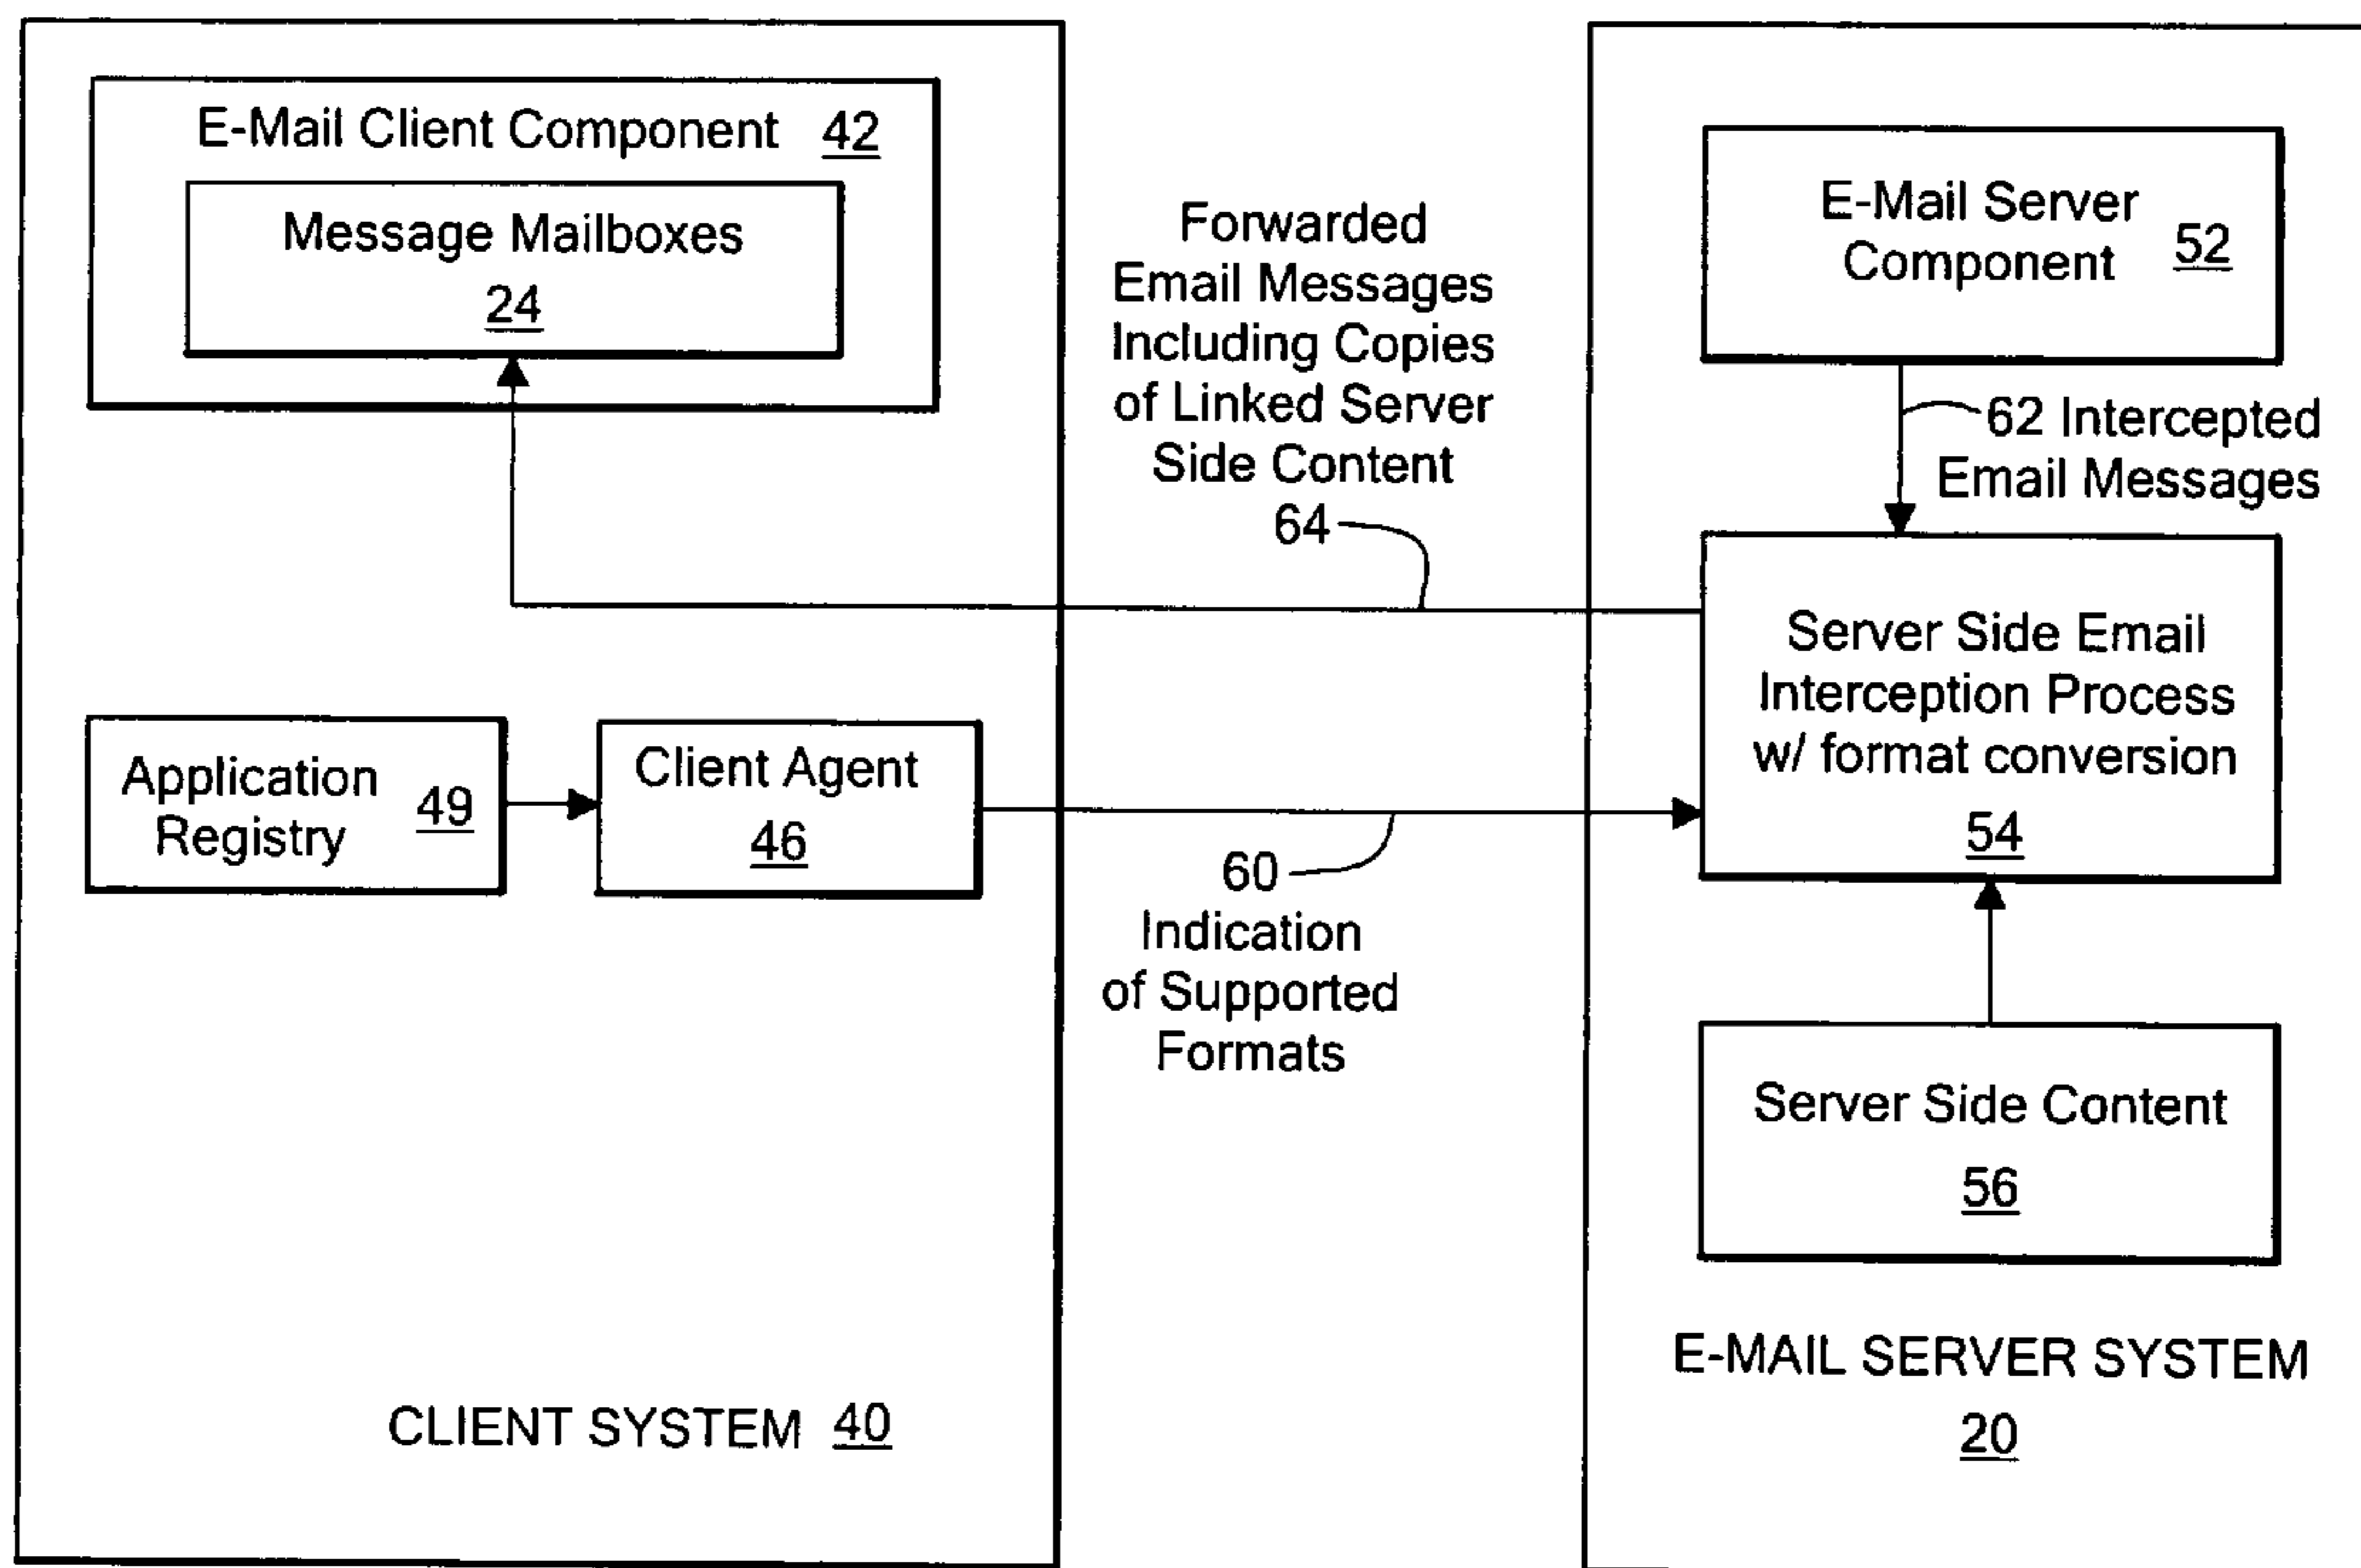 E-Mail Client Component 42
Message Mailboxes
24
Forwarded
Email Messages
Including Copies
of Linked Server
Side Content
64
E-Mail Server
Component 52
62 Intercepted
Email Messages
Server Side Email
Interception Process
w/ format conversion
54
Application
Registry 49
Client Agent
46
60
Indication
of Supported
Formats
Server Side Content
56
CLIENT SYSTEM 40
E-MAIL SERVER SYSTEM
20